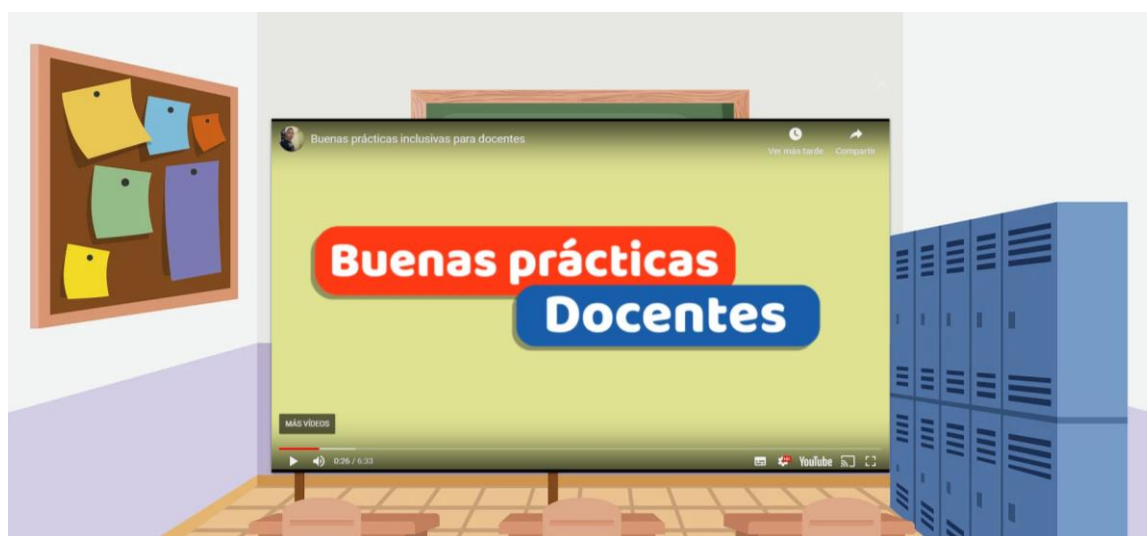 Buenas prácticas inclusivas para docentes
Ver más tarde
Compartir
Buenas prácticas
Docentes
MÁS VÍDEOS
0:26 / 6:33
YouTube